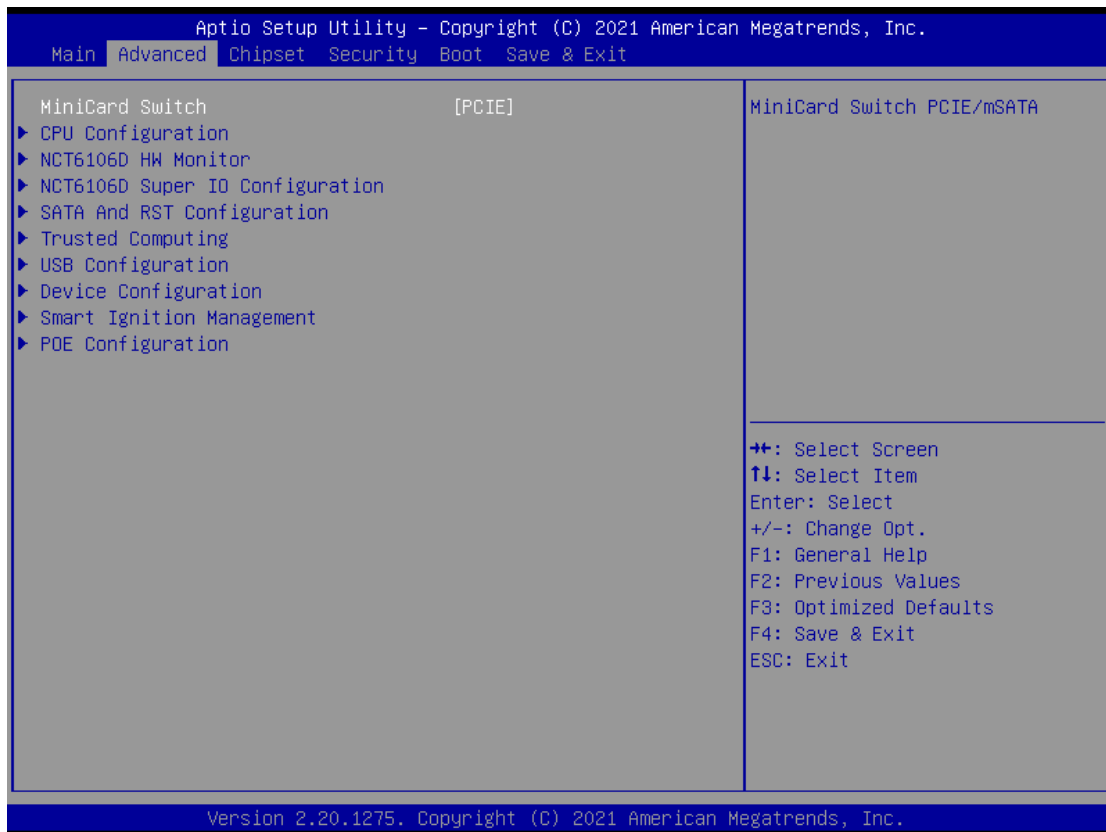 Aptio Setup Utility – Copyright (C) 2021 American Megatrends, Inc.
Main Advanced Chipset Security Boot Save & Exit
MiniCard Switch [PCIE]
▶ CPU Configuration
▶ NCT6106D HW Monitor
▶ NCT6106D Super IO Configuration
▶ SATA And RST Configuration
▶ Trusted Computing
▶ USB Configuration
▶ Device Configuration
▶ Smart Ignition Management
▶ POE Configuration
MiniCard Switch PCIE/mSATA
→←: Select Screen
↑↓: Select Item
Enter: Select
+/-: Change Opt.
F1: General Help
F2: Previous Values
F3: Optimized Defaults
F4: Save & Exit
ESC: Exit
Version 2.20.1275. Copyright (C) 2021 American Megatrends, Inc.